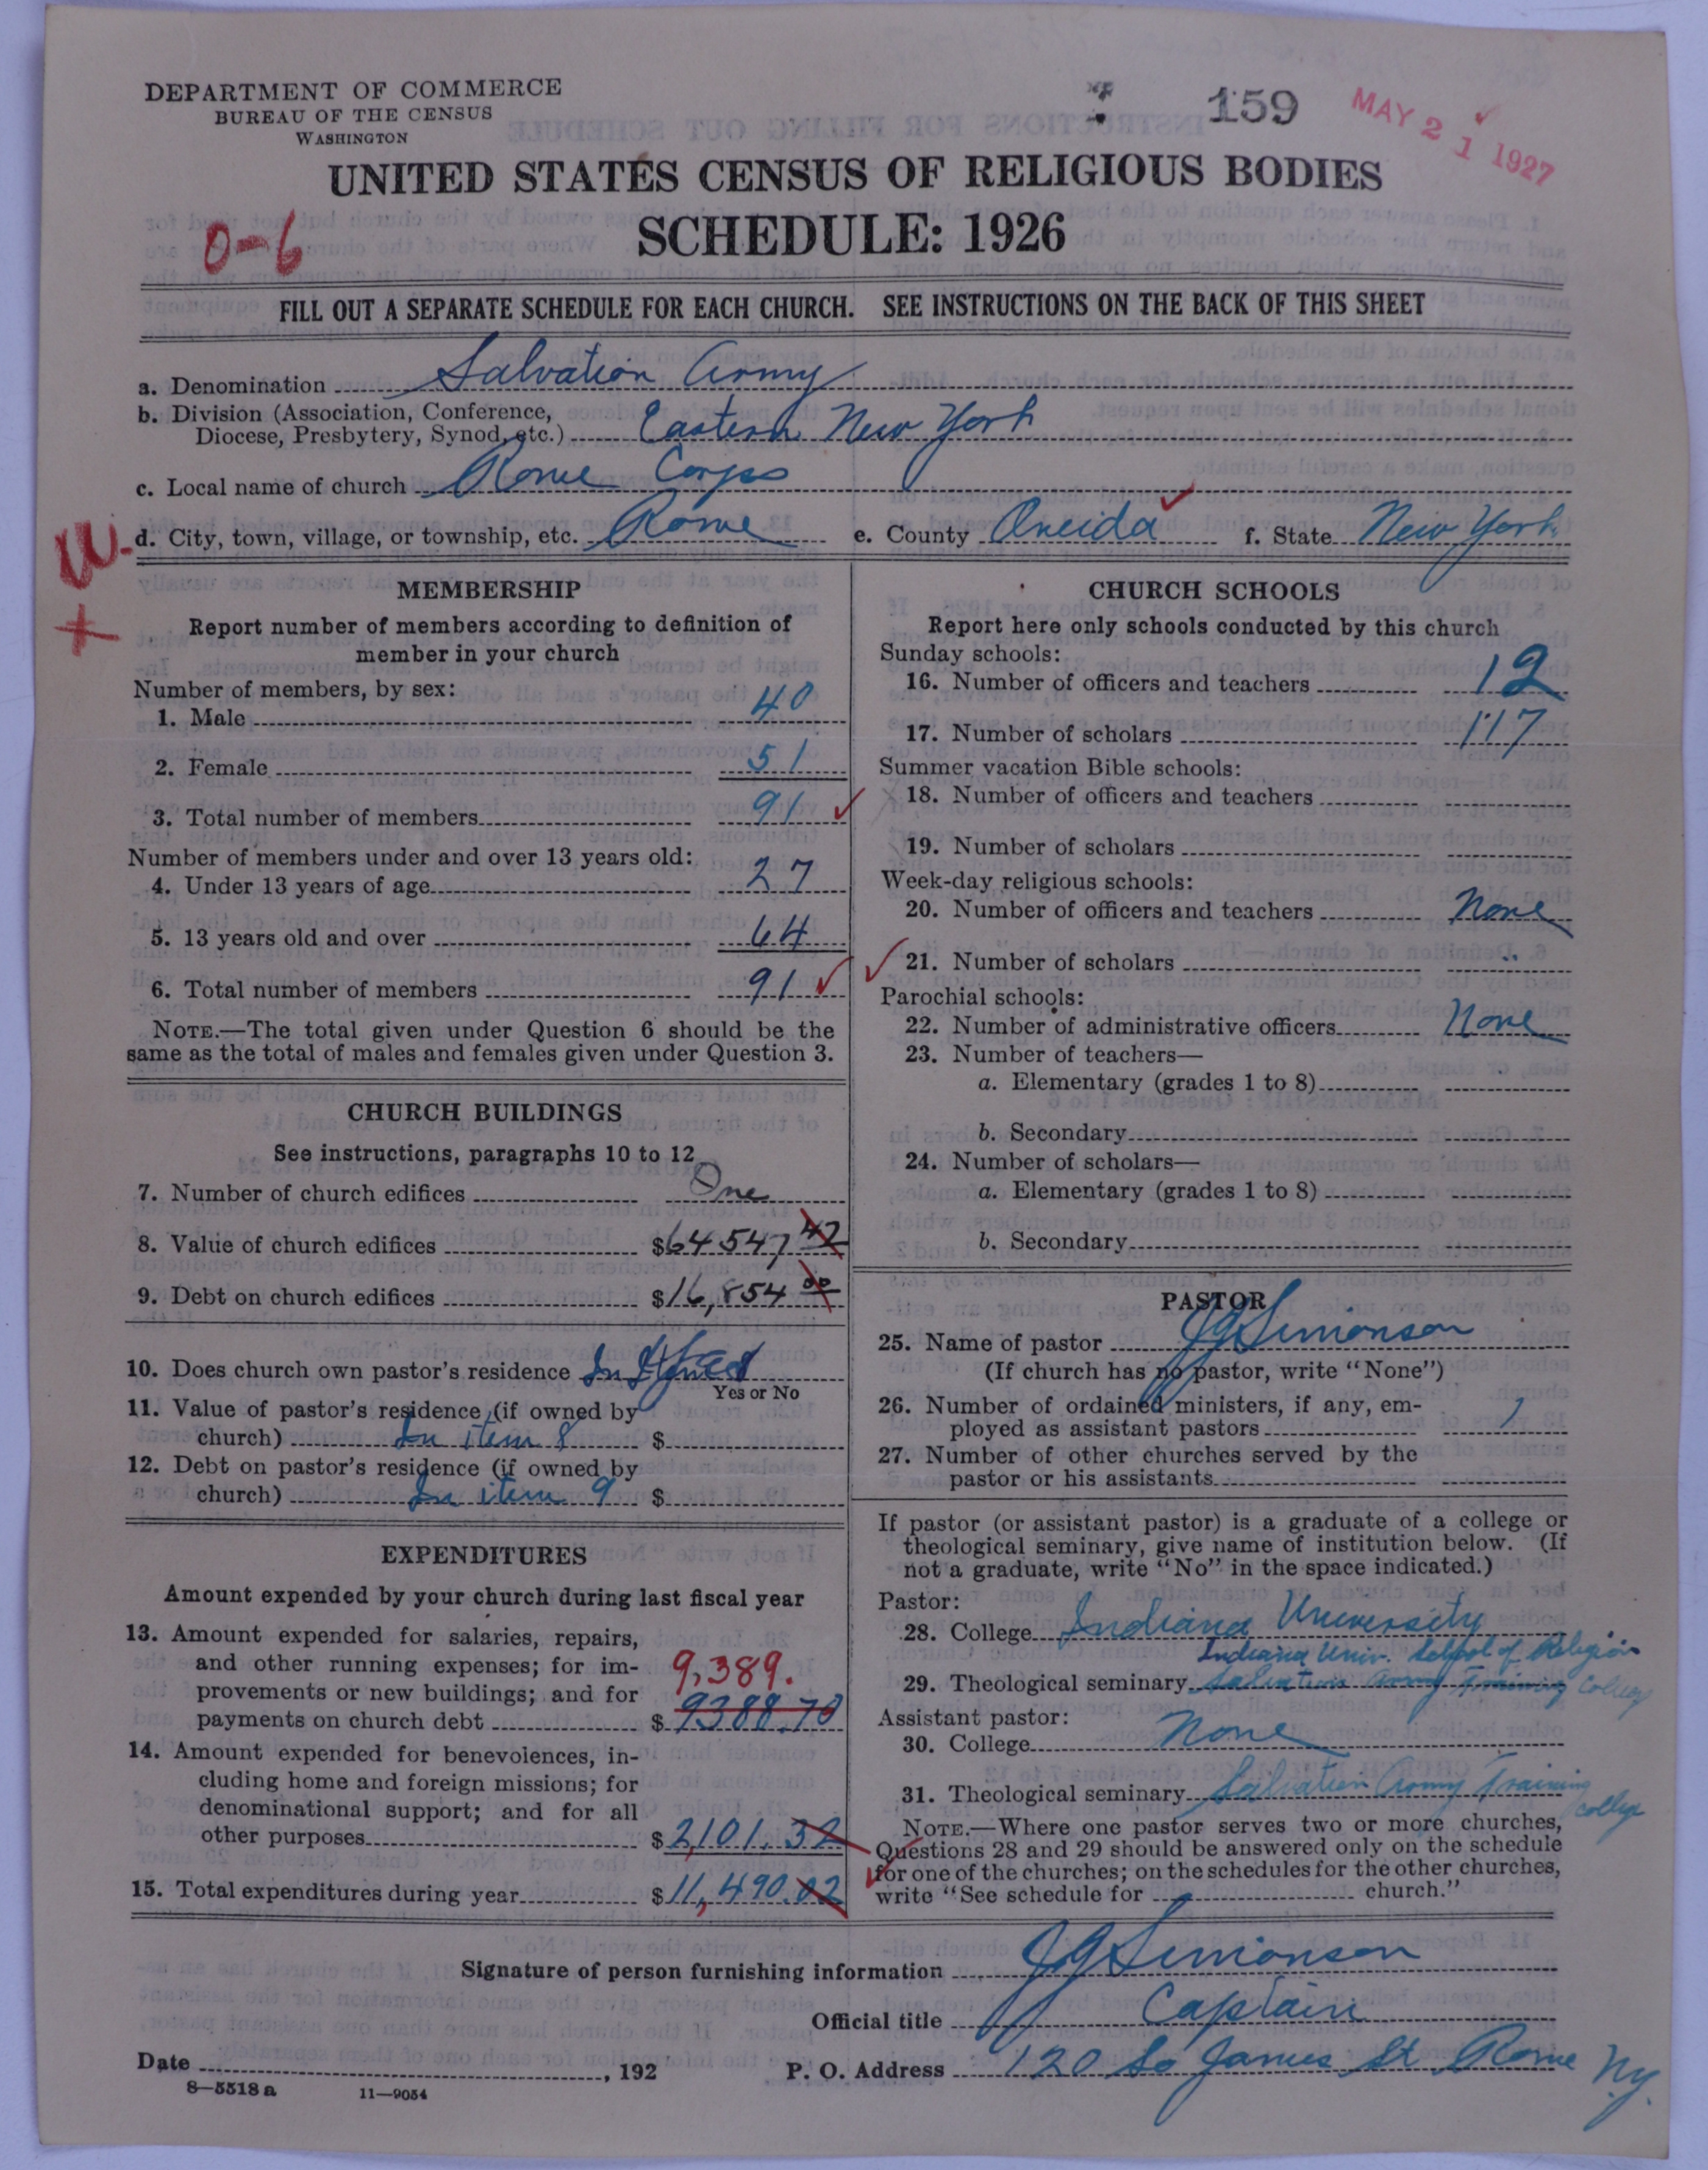 DEPARTMENT OF COMMERCE
BUREAU OF THE CENSUS
WASHINGTON
159
MAY 21 1927
UNITED STATES CENSUS OF RELIGIOUS BODIES
SCHEDULE: 1926
0-6
FILL OUT A SEPARATE SCHEDULE FOR EACH CHURCH. SEE INSTRUCTIONS ON THE BACK OF THIS SHEET
a. Denomination Salvation Army
b. Division (Association, Conference,
Diocese, Presbytery, Synod, etc.) Eastern New York
c. Local name of church Rome Corps
d. City, town, village, or township, etc. Rome e. County Oneida f. State New York
MEMBERSHIP
Report number of members according to definition of
member in your church
Number of members, by sex:
1. Male 40
2. Female 51
3. Total number of members 91
Number of members under and over 13 years old:
4. Under 13 years of age 27
5. 13 years old and over 64
6. Total number of members 91
NOTE.—The total given under Question 6 should be the
same as the total of males and females given under Question 3.
CHURCH BUILDINGS
See instructions, paragraphs 10 to 12
7. Number of church edifices One
8. Value of church edifices $64547 47
9. Debt on church edifices $16,854 00
10. Does church own pastor's residence
Yes or No
11. Value of pastor's residence (if owned by
church) In item 8 $
12. Debt on pastor's residence (if owned by
church) In item 9 $
EXPENDITURES
Amount expended by your church during last fiscal year
13. Amount expended for salaries, repairs,
and other running expenses; for im-
provements or new buildings; and for
9,389.
payments on church debt $ 9388.70
14. Amount expended for benevolences, in-
cluding home and foreign missions; for
denominational support; and for all
other purposes $ 2,101.32
15. Total expenditures during year $ 11,490.02
CHURCH SCHOOLS
Report here only schools conducted by this church
Sunday schools:
16. Number of officers and teachers 12
17. Number of scholars 117
Summer vacation Bible schools:
18. Number of officers and teachers
19. Number of scholars
Week-day religious schools:
20. Number of officers and teachers None
21. Number of scholars "
Parochial schools:
22. Number of administrative officers None
23. Number of teachers—
a. Elementary (grades 1 to 8)
b. Secondary
24. Number of scholars—
a. Elementary (grades 1 to 8)
b. Secondary
PASTOR
25. Name of pastor J G Simonson
(If church has no pastor, write "None")
26. Number of ordained ministers, if any, em-
ployed as assistant pastors 1
27. Number of other churches served by the
pastor or his assistants
If pastor (or assistant pastor) is a graduate of a college or
theological seminary, give name of institution below. (If
not a graduate, write "No" in the space indicated.)
Pastor:
28. College Indiana University
Indiana Univ. School of Religion
29. Theological seminary Salvation Army Training College
Assistant pastor:
30. College None
31. Theological seminary Salvation Army Training College
NOTE.—Where one pastor serves two or more churches,
Questions 28 and 29 should be answered only on the schedule
for one of the churches; on the schedules for the other churches,
write "See schedule for church."
Signature of person furnishing information J G Simonson
Official title Captain
Date , 192 P. O. Address 120 So James St Rome N.Y.
8—5518 a 11—9054